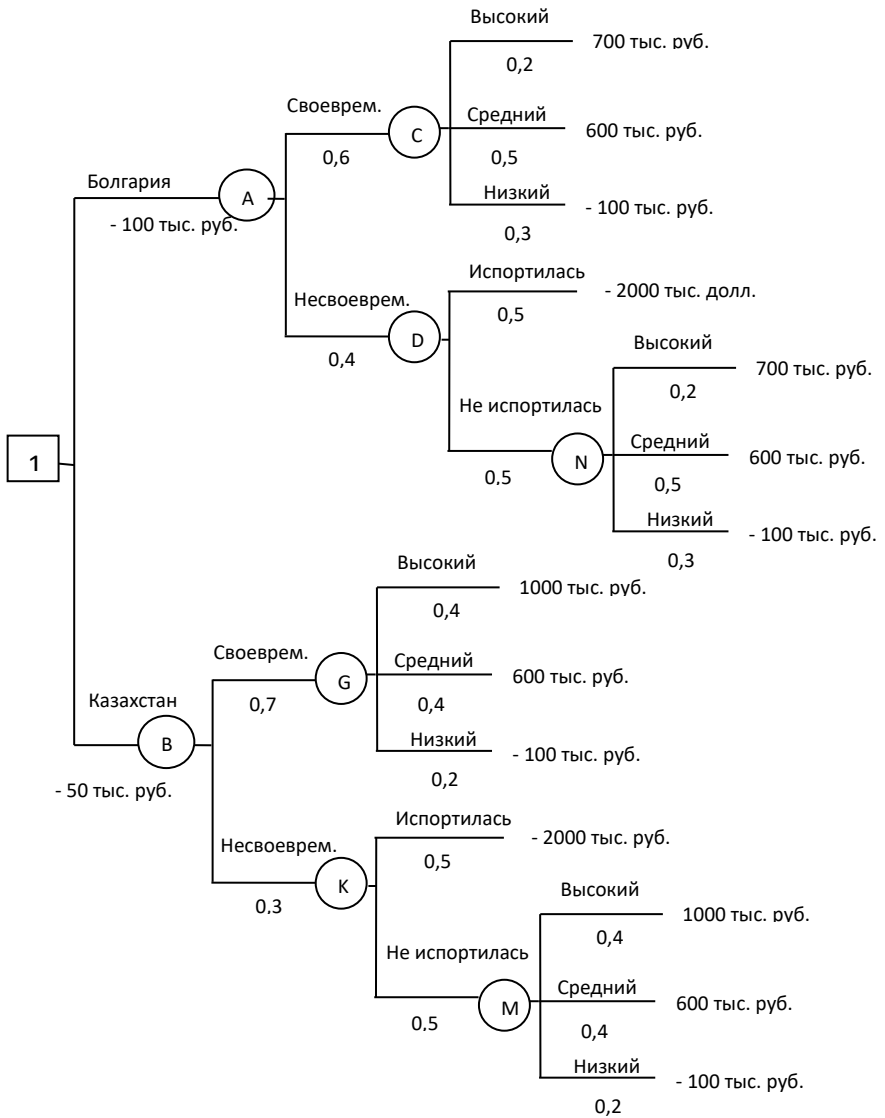 Высокий
700 тыс. руб.
0,2
Своеврем.
Средний
C
600 тыс. руб.
0,6
0,5
Болгария
Низкий
A
- 100 тыс. руб.
- 100 тыс. руб.
0,3
Испортилась
- 2000 тыс. долл.
Несвоеврем.
0,5
D
Высокий
0,4
700 тыс. руб.
0,2
Не испортилась
Средний
1
N
600 тыс. руб.
0,5
0,5
Низкий
- 100 тыс. руб.
0,3
Высокий
1000 тыс. руб.
0,4
Своеврем.
Средний
G
600 тыс. руб.
0,7
0,4
Казахстан
Низкий
B
- 100 тыс. руб.
0,2
- 50 тыс. руб.
Испортилась
- 2000 тыс. руб.
Несвоеврем.
0,5
K
Высокий
0,3
1000 тыс. руб.
0,4
Не испортилась
Средний
M
600 тыс. руб.
0,5
0,4
Низкий
- 100 тыс. руб.
0,2